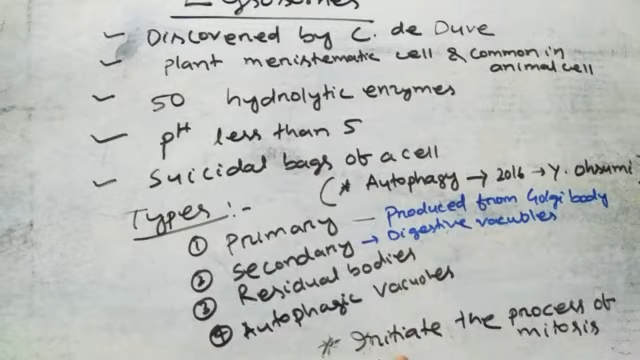 Lysosomes
- Discovered by C. de Duve
- plant meristematic cell & common in
animal cell
- 50 hydrolytic enzymes
- pH less than 5
- Suicidal bags of a cell
(* Autophagy → 2016 → Y. Ohsumi
Types :-
① Primary — Produced from Golgi body
② Secondary → Digestive vacuoles
③ Residual bodies
④ Autophagic vacuoles
* Initiate the process of
mitosis